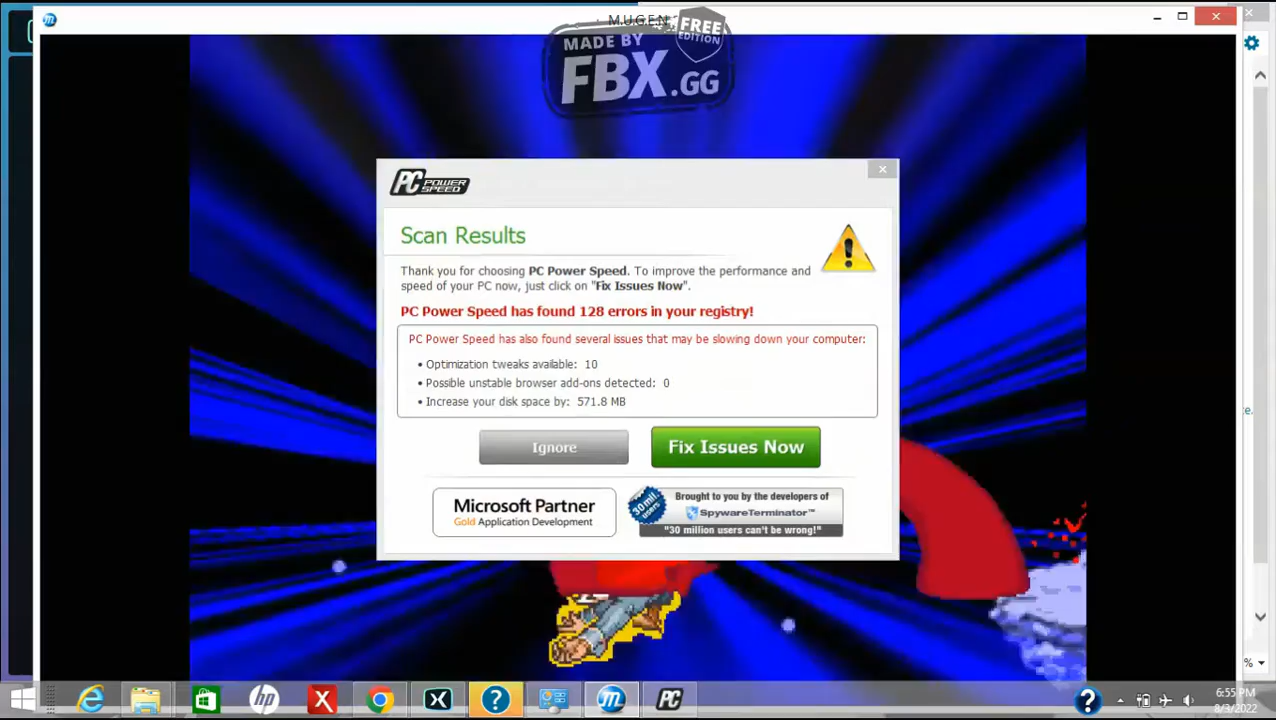 M.U.G.E.N
MADE BY
FREE
EDITION
FBX.GG
PC POWER
SPEED
Scan Results
Thank you for choosing PC Power Speed. To improve the performance and
speed of your PC now, just click on "Fix Issues Now".
PC Power Speed has found 128 errors in your registry!
PC Power Speed has also found several issues that may be slowing down your computer:
• Optimization tweaks available: 10
• Possible unstable browser add-ons detected: 0
• Increase your disk space by: 571.8 MB
Ignore
Fix Issues Now
Microsoft Partner
Gold Application Development
30 mil.
users
Brought to you by the developers of
SpywareTerminator™
"30 million users can't be wrong!"
e.
% 
hp
X
X
?
PC
?
6:55 PM
8/3/2022